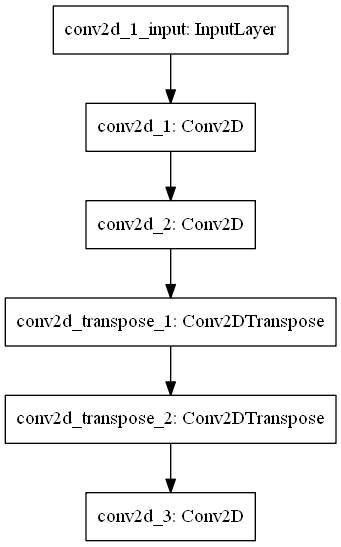 conv2d_1_input: InputLayer
conv2d_1: Conv2D
conv2d_2: Conv2D
conv2d_transpose_1: Conv2DTranspose
conv2d_transpose_2: Conv2DTranspose
conv2d_3: Conv2D